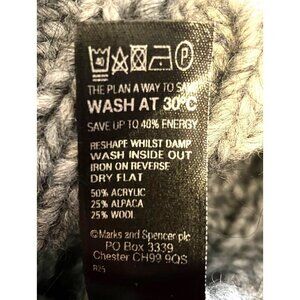 THE PLAN A WAY TO SAVE
WASH AT 30°C
SAVE UP TO 40% ENERGY
RESHAPE WHILST DAMP
WASH INSIDE OUT
IRON ON REVERSE
DRY FLAT
50% ACRYLIC
25% ALPACA
25% WOOL
©Marks and Spencer plc
PO Box 3339
Chester CH99 9QS